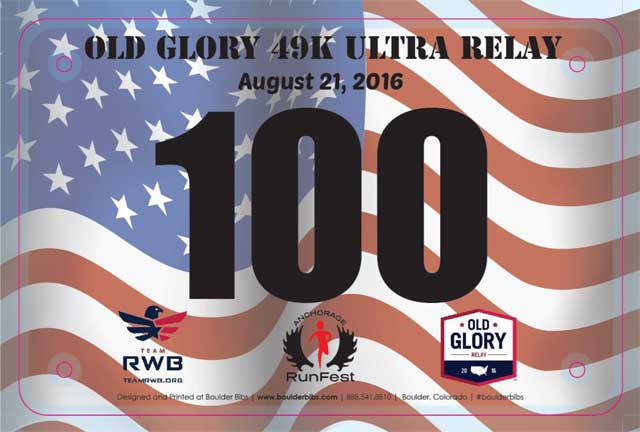 OLD GLORY 49K ULTRA RELAY
August 21, 2016
100
TEAM
RWB
TEAMRWB.ORG
ANCHORAGE
RunFest
OLD
GLORY
RELAY
20 16
Designed and Printed at Boulder Bibs | www.boulderbibs.com | 888.541.8810 | Boulder, Colorado | #boulderbibs